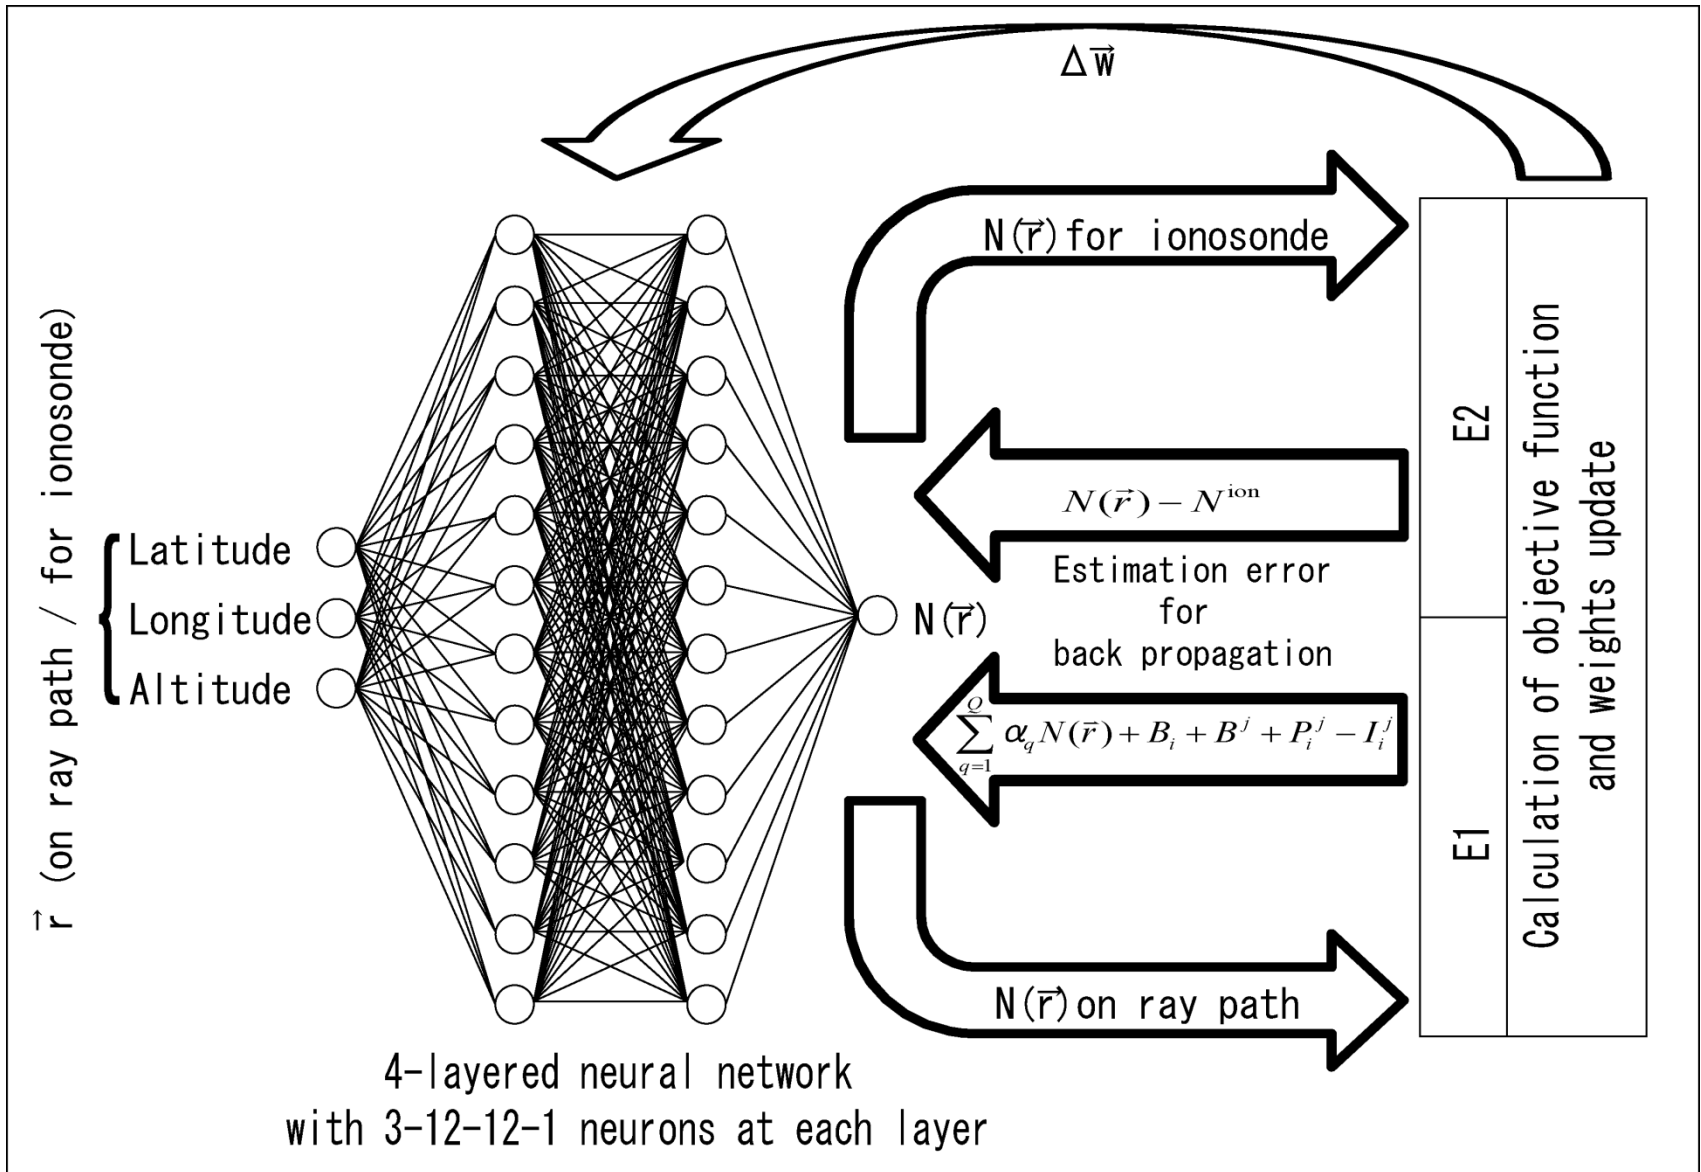 Δw⃗
N(r⃗) for ionosonde
r⃗ (on ray path / for ionosonde)
Latitude
Longitude
Altitude
N(r⃗)
N(r⃗) − N^ion
Estimation error
for
back propagation
∑_{q=1}^{Q} α_q N(r⃗) + B_i + B^j + P_i^j − I_i^j
N(r⃗) on ray path
E2
E1
Calculation of objective function
and weights update
4-layered neural network
with 3-12-12-1 neurons at each layer